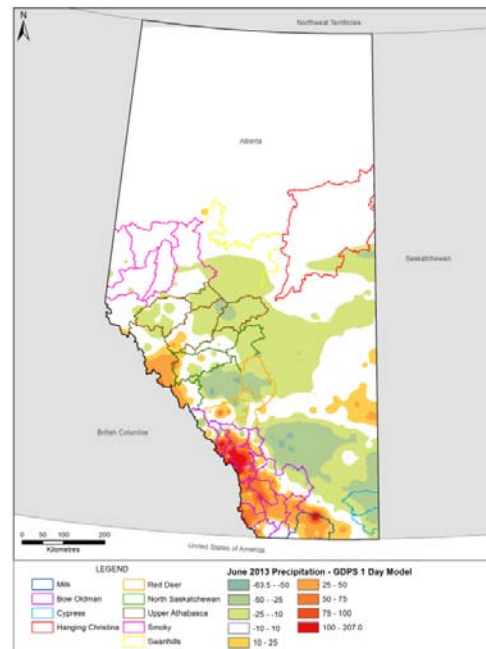 N
Northwest Territories
Alberta
Saskatchewan
British Columbia
0 50 100 200
Kilometres
United States of America
LEGEND
Milk
Bow Oldman
Cypress
Hanging Christina
Red Deer
North Saskatchewan
Upper Athabasca
Smoky
Swanhills
June 2013 Precipitation - GDPS 1 Day Model
-63.5 - -50
-50 - -25
-25 - -10
-10 - 10
10 - 25
25 - 50
50 - 75
75 - 100
100 - 207.0